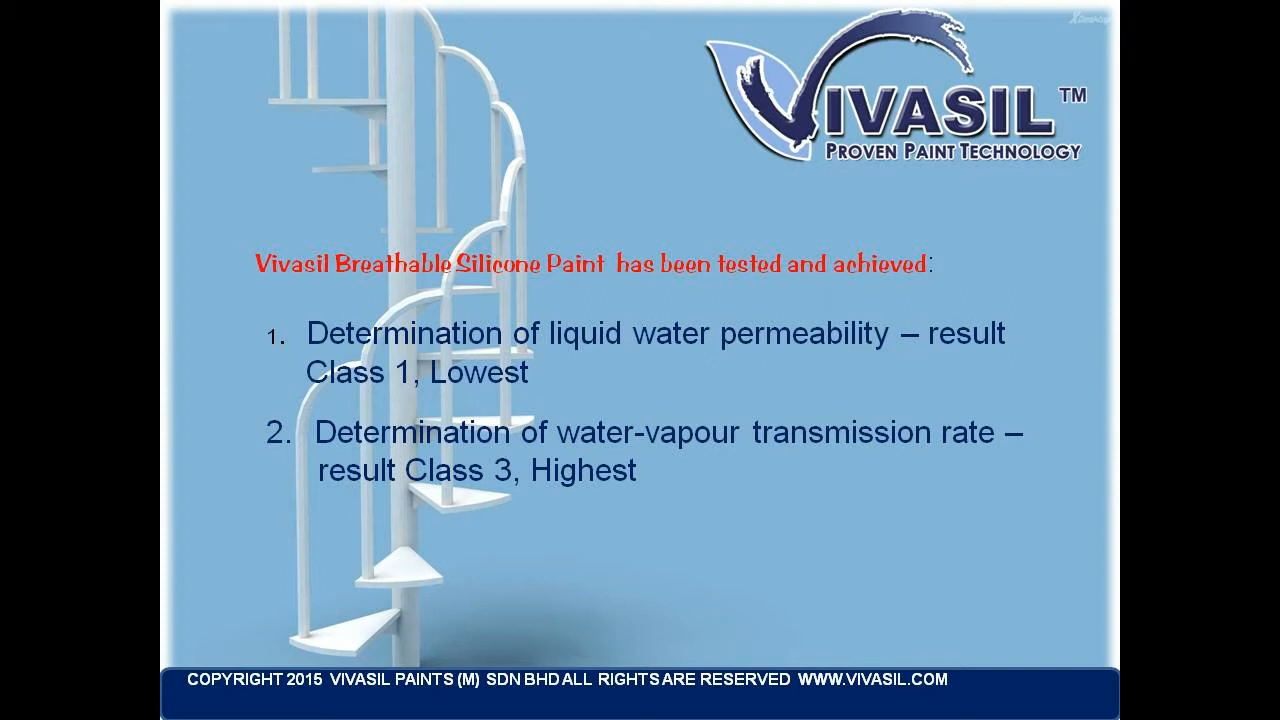 VIVASIL TM
PROVEN PAINT TECHNOLOGY
Vivasil Breathable Silicone Paint has been tested and achieved:
1. Determination of liquid water permeability – result
Class 1, Lowest
2. Determination of water-vapour transmission rate –
result Class 3, Highest
COPYRIGHT 2015 VIVASIL PAINTS (M) SDN BHD ALL RIGHTS ARE RESERVED WWW.VIVASIL.COM